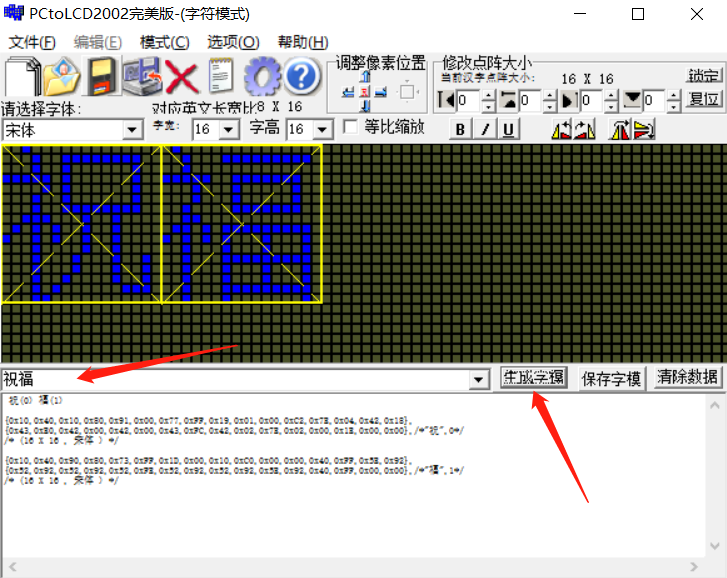 PCtoLCD2002完美版-(字符模式)
文件(F) 编辑(E) 模式(C) 选项(O) 帮助(H)
调整像素位置
修改点阵大小
当前汉字点阵大小: 16 X 16
锁定
复位
0 0 0 0
请选择字体:
对应英文长宽比8 X 16
宋体
字宽: 16 字高 16 等比缩放 B I U
祝福
生成字模 保存字模 清除数据
祝(0) 福(1)
{0x10,0x40,0x10,0x80,0x91,0x00,0x77,0xFF,0x19,0x01,0x00,0xC2,0x7B,0x04,0x42,0x18},
{0x43,0xE0,0x42,0x00,0x42,0x00,0x43,0xFC,0x42,0x02,0x7B,0x02,0x00,0x1E,0x00,0x00},/*"祝",0*/
/* (16 X 16 , 宋体 ) */
{0x10,0x40,0x90,0x80,0x73,0xFF,0x1D,0x00,0x10,0xC0,0x00,0x00,0x40,0xFF,0x5E,0x92},
{0x52,0x92,0x52,0x92,0x52,0xFE,0x52,0x92,0x52,0x92,0x5E,0x92,0x40,0xFF,0x00,0x00},/*"福",1*/
/* (16 X 16 , 宋体 ) */